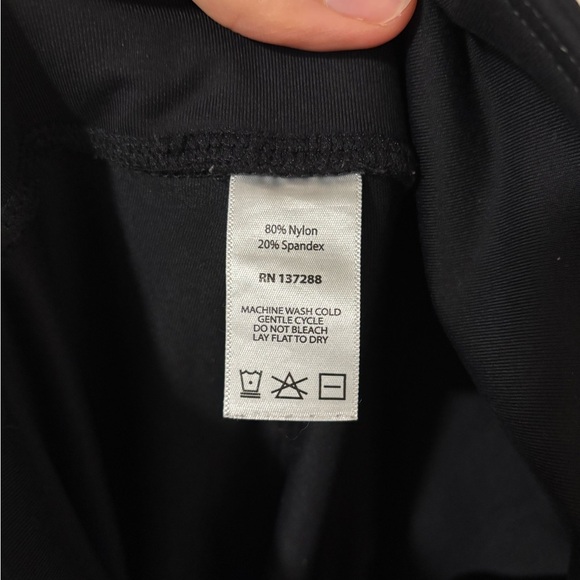 80% Nylon
20% Spandex
RN 137288
MACHINE WASH COLD
GENTLE CYCLE
DO NOT BLEACH
LAY FLAT TO DRY